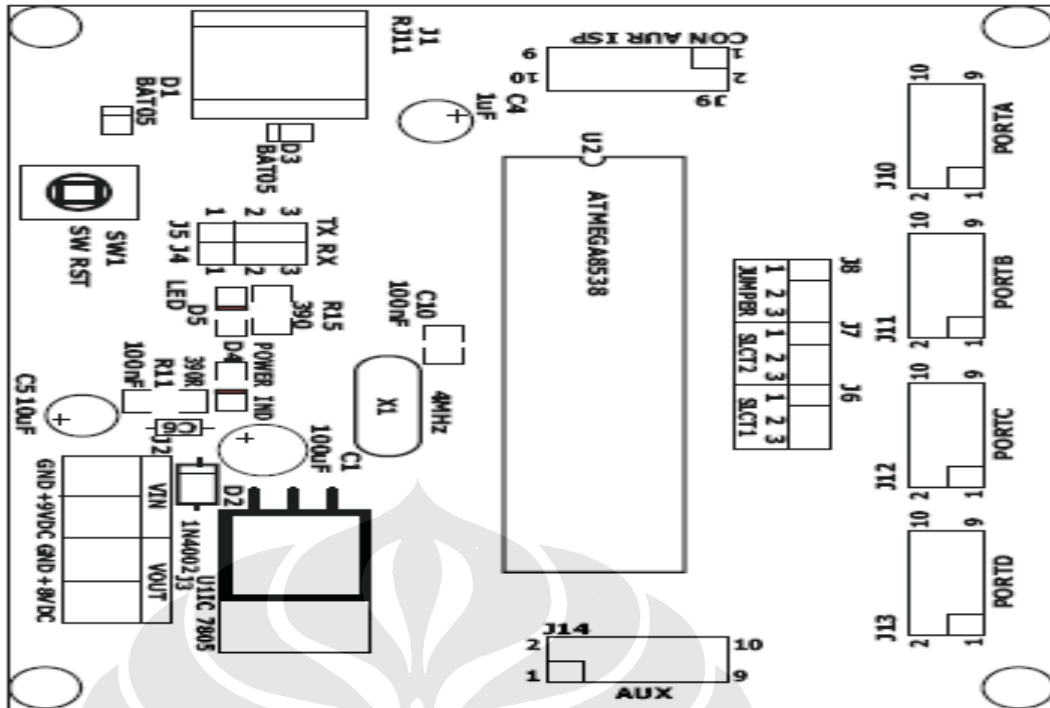 J1
RJ11
D1
BAT05
D3
BAT05
SW1
SW RST
1
2
3
J5 J4
TX RX
1
2
3
C4
1uF
CON AUR ISP
9
1
10
2
J9
U2
ATMEGA8538
10
9
PORTA
J10
2
1
10
9
PORTB
J11
2
1
10
9
PORTC
J12
2
1
10
9
PORTD
J13
2
1
J8
JUMPER
1
2
3
J7
SLCT2
1
2
3
J6
SLCT1
1
2
3
LED
D5
R15
390
C10
100nF
D4
POWER IND
390R
R11
100nF
C510uF
X1
4MHz
100uF
C1
J2
GND +9VDC GND +8VDC
VIN
VOUT
D2
1N4002
J3
U1IC 7805
J14
2
10
1
9
AUX